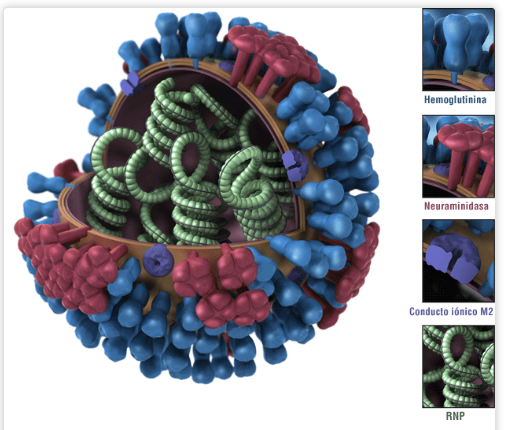 Hemoglutinina
Neuraminidasa
Conducto iónico M2
RNP